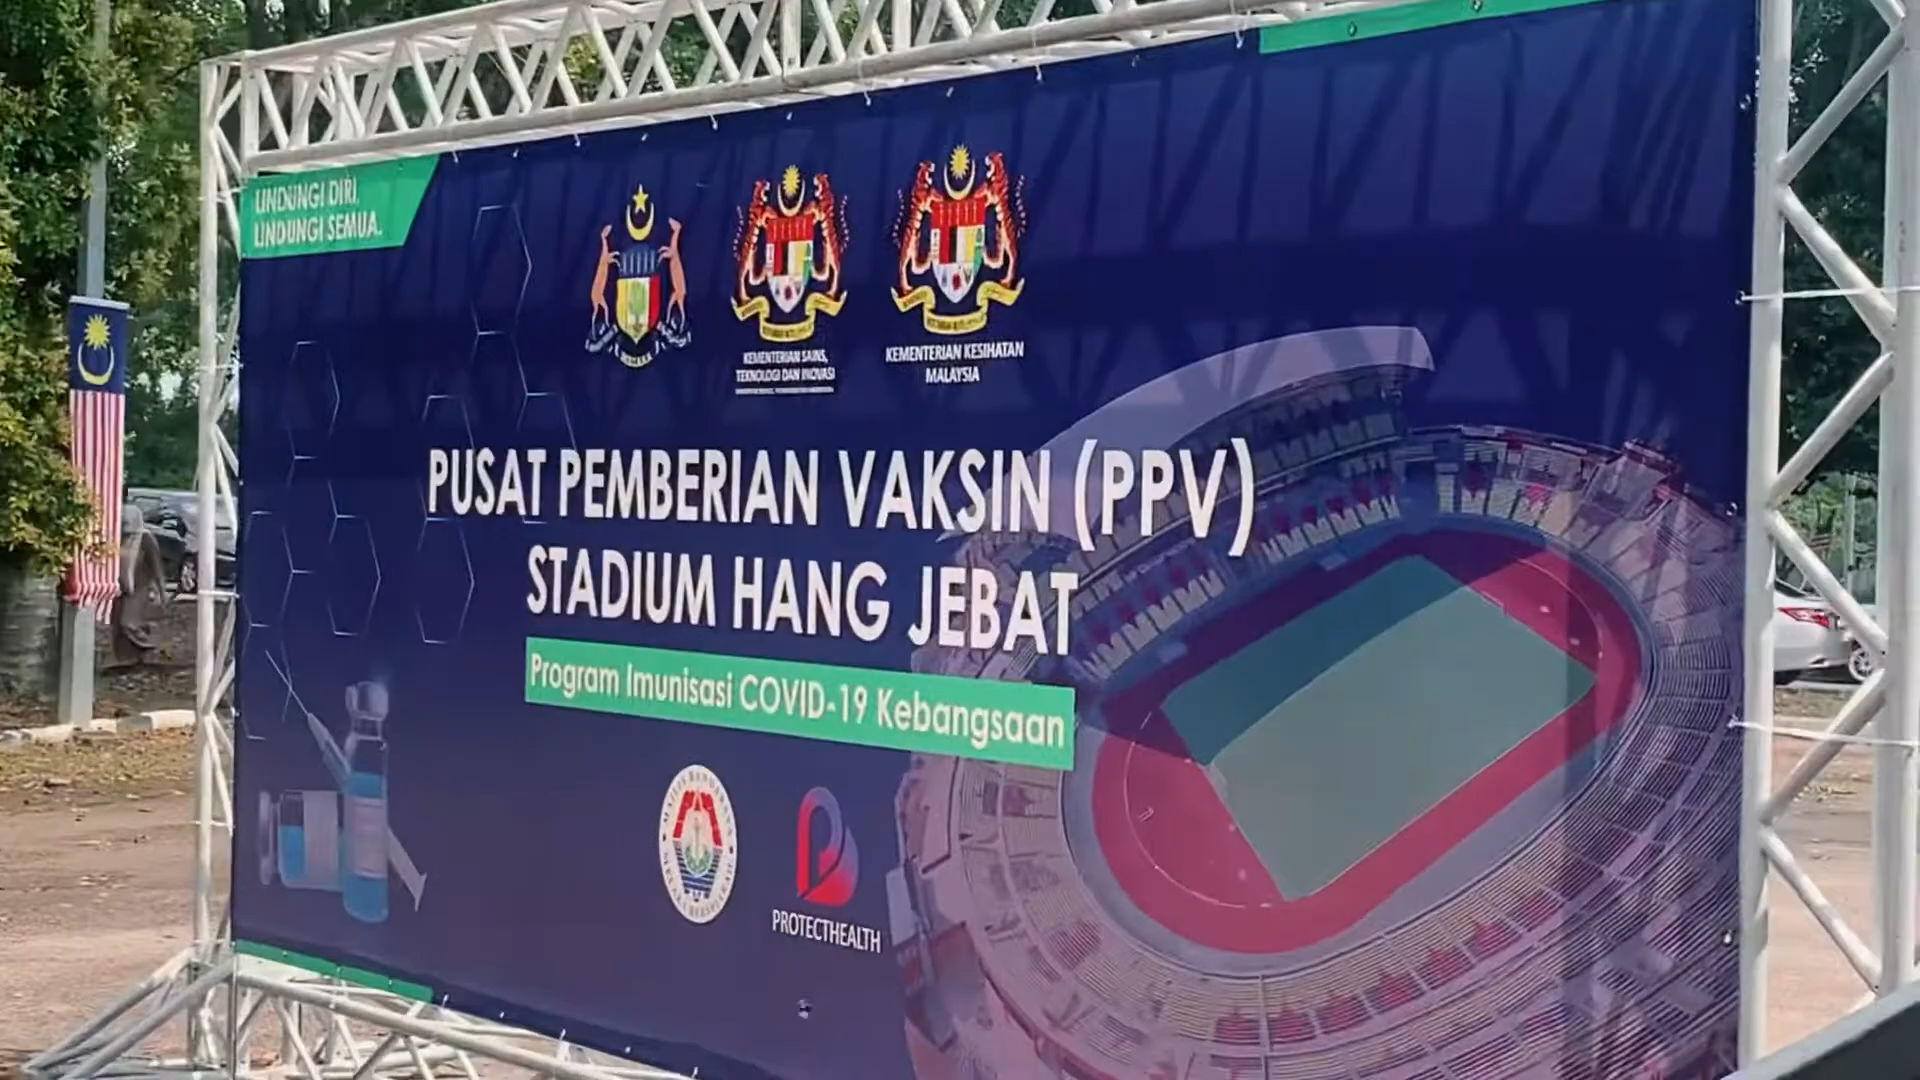 LINDUNGI DIRI,
LINDUNGI SEMUA.
KEMENTERIAN SAINS,
TEKNOLOGI DAN INOVASI
KEMENTERIAN KESIHATAN
MALAYSIA
PUSAT PEMBERIAN VAKSIN (PPV)
STADIUM HANG JEBAT
Program Imunisasi COVID-19 Kebangsaan
PROTECTHEALTH